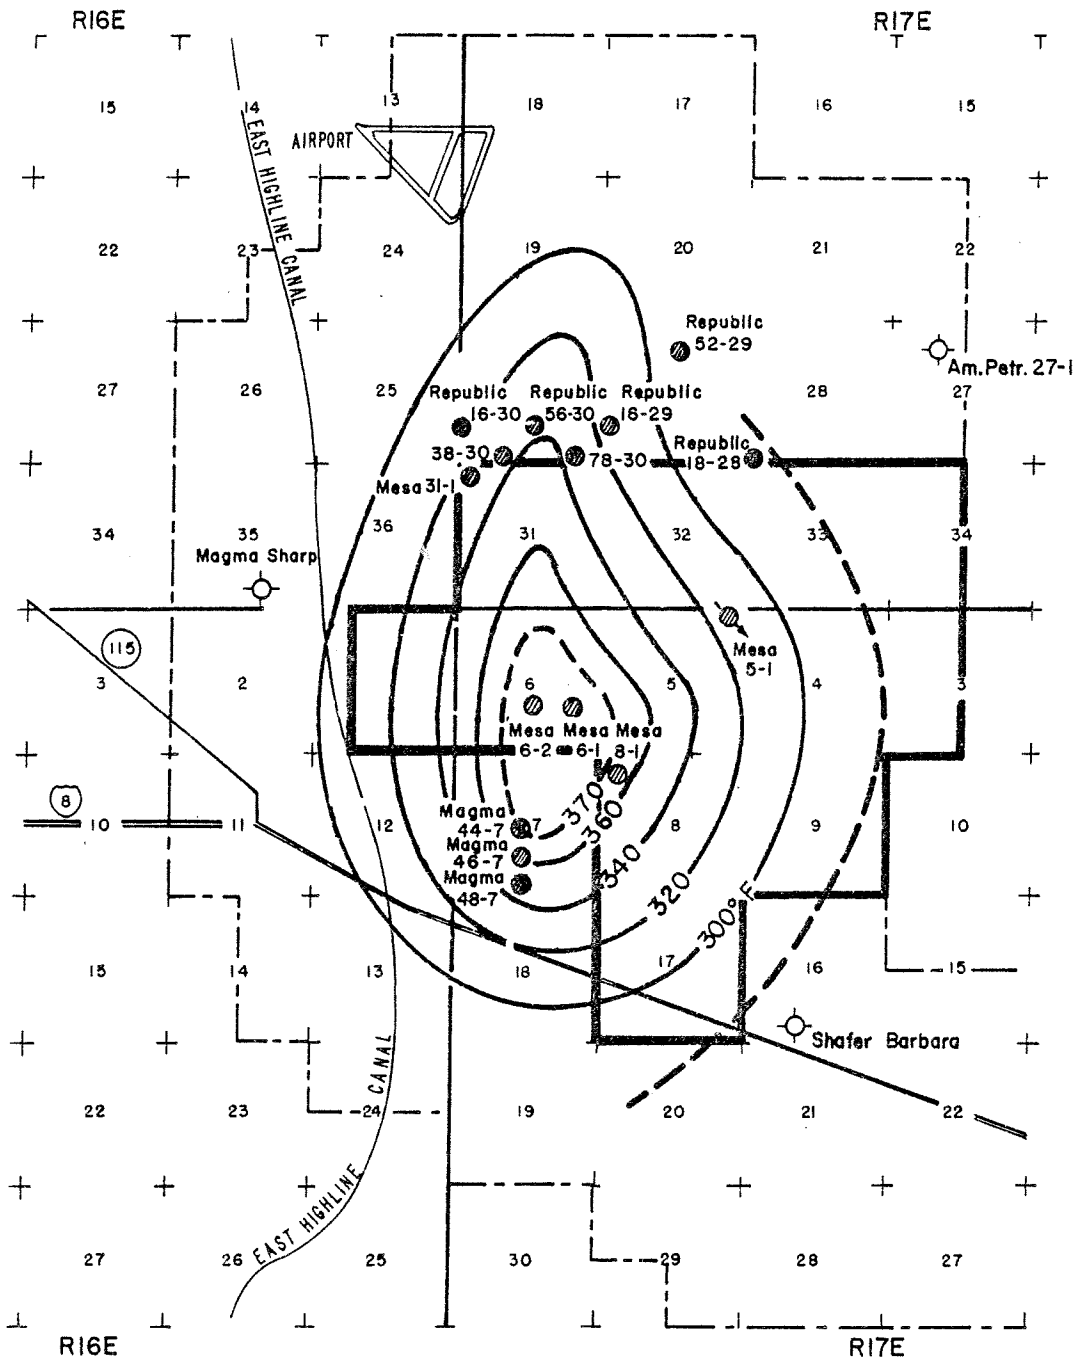 R16E R17E
15 14 13 18 17 16 15
AIRPORT
EAST HIGHLINE CANAL
22 23 24 19 20 21 22
Republic
52-29
Am. Petr. 27-1
27 26 25 28 27
Republic Republic Republic
16-30 56-30 16-29
Republic
38-30 78-30 18-28
Mesa 31-1
34 35 36 31 32 33 34
Magma Sharp
115
Mesa
5-1
3 2 6 5 4 3
Mesa Mesa Mesa
6-2 6-1 8-1
8
370
360
340
320
300° F
Magma
44-7
Magma
46-7
Magma
48-7
10 11 12 7 8 9 10
15 14 13 18 17 16 15
Shafer Barbara
CANAL
22 23 24 19 20 21 22
EAST HIGHLINE
27 26 25 30 29 28 27
R16E R17E